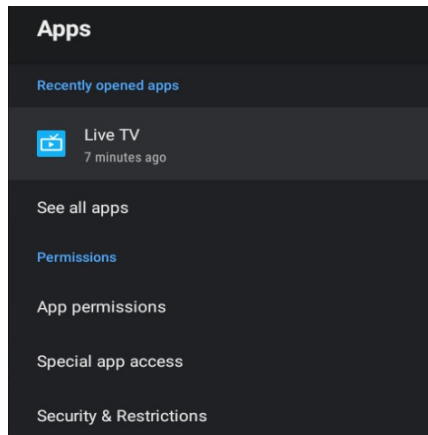 Apps
Recently opened apps
Live TV
7 minutes ago
See all apps
Permissions
App permissions
Special app access
Security & Restrictions